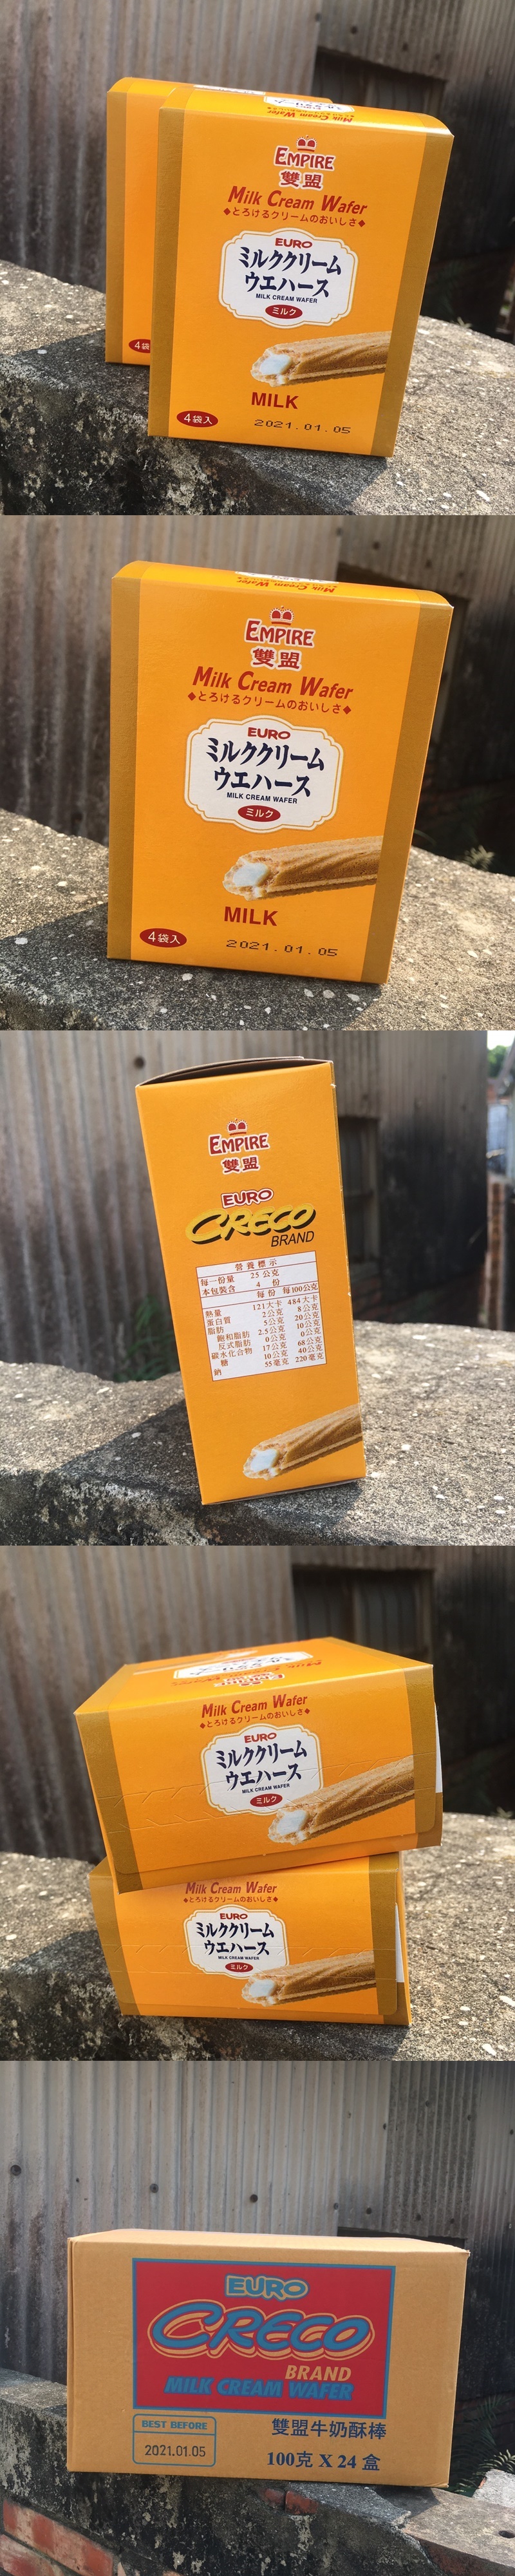 Milk Cream Wafer
EMPIRE
雙盟
Milk Cream Wafer
◆とろけるクリームのおいしさ◆
EURO
ミルククリーム
ウエハース
MILK CREAM WAFER
ミルク
MILK
4袋入
2021.01.05
4袋
Milk Cream Wafer
EMPIRE
雙盟
Milk Cream Wafer
◆とろけるクリームのおいしさ◆
EURO
ミルククリーム
ウエハース
MILK CREAM WAFER
ミルク
MILK
4袋入
2021.01.05
EMPIRE
雙盟
EURO
CRECO
BRAND
營養標示
每一份量 25 公克
本包裝含 4 份
每份 每100公克
熱量 121大卡 484大卡
蛋白質 2公克 8公克
脂肪 5公克 20公克
飽和脂肪 2.5公克 10公克
反式脂肪 0公克 0公克
碳水化合物 17公克 68公克
糖 10公克 40公克
鈉 55毫克 220毫克
Milk Cream Wafer
Milk Cream Wafer
◆とろけるクリームのおいしさ◆
EURO
ミルククリーム
ウエハース
MILK CREAM WAFER
ミルク
Milk Cream Wafer
◆とろけるクリームのおいしさ◆
EURO
ミルククリーム
ウエハース
MILK CREAM WAFER
ミルク
EURO
CRECO
BRAND
MILK CREAM WAFER
BEST BEFORE
2021.01.05
雙盟牛奶酥棒
100克 X 24 盒